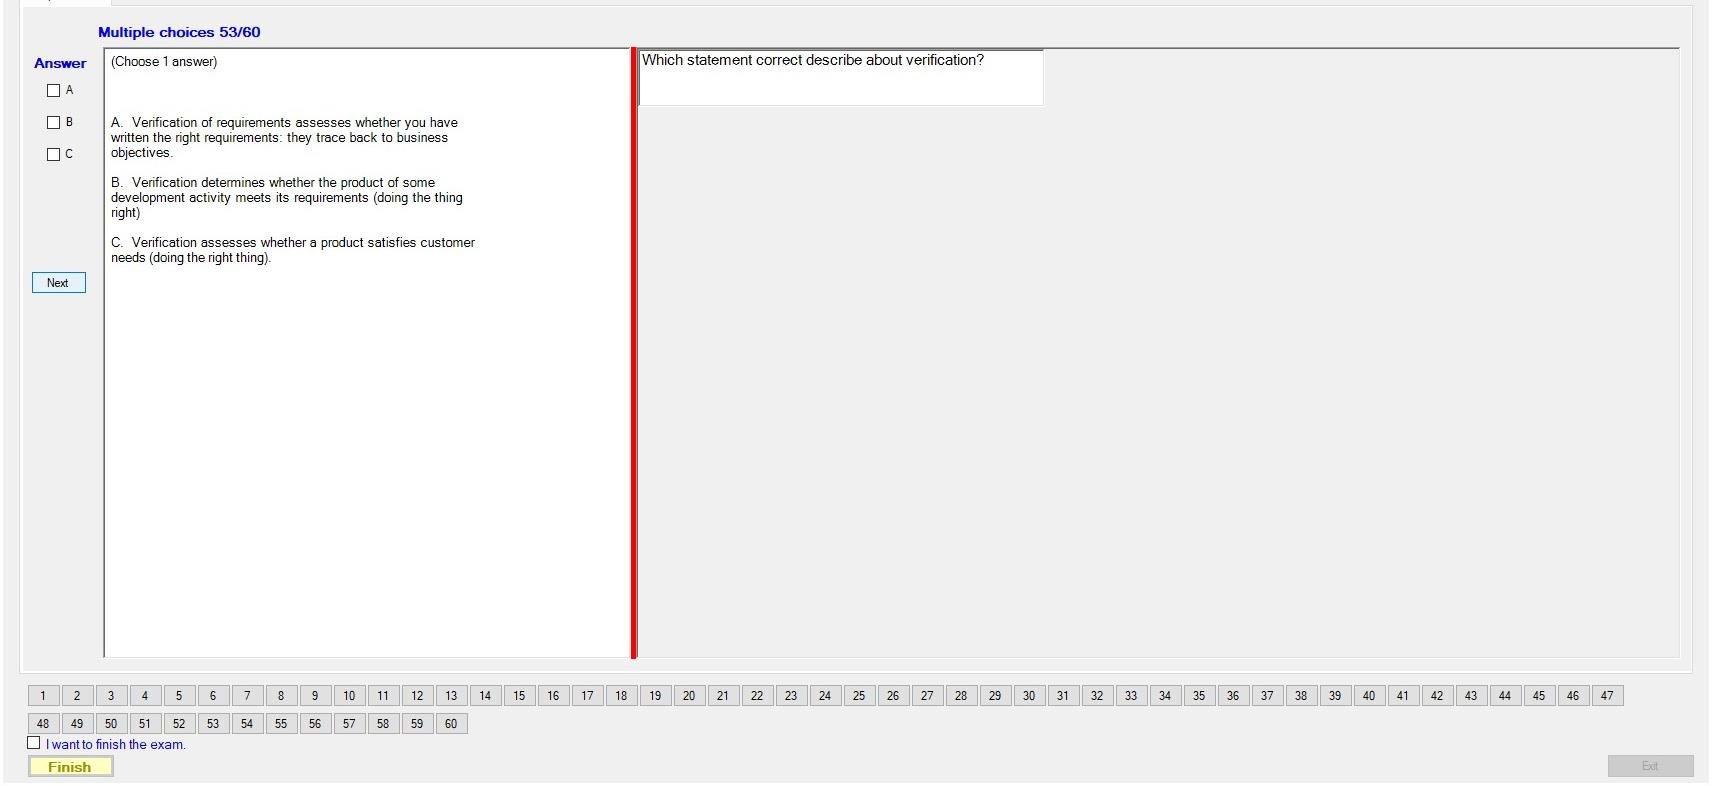 Multiple choices 53/60
Answer
A
B
C
Next
(Choose 1 answer)
A. Verification of requirements assesses whether you have
written the right requirements: they trace back to business
objectives.
B. Verification determines whether the product of some
development activity meets its requirements (doing the thing
right)
C. Verification assesses whether a product satisfies customer
needs (doing the right thing).
Which statement correct describe about verification?
1 2 3 4 5 6 7 8 9 10 11 12 13 14 15 16 17 18 19 20 21 22 23 24 25 26 27 28 29 30 31 32 33 34 35 36 37 38 39 40 41 42 43 44 45 46 47
48 49 50 51 52 53 54 55 56 57 58 59 60
I want to finish the exam.
Finish
Exit